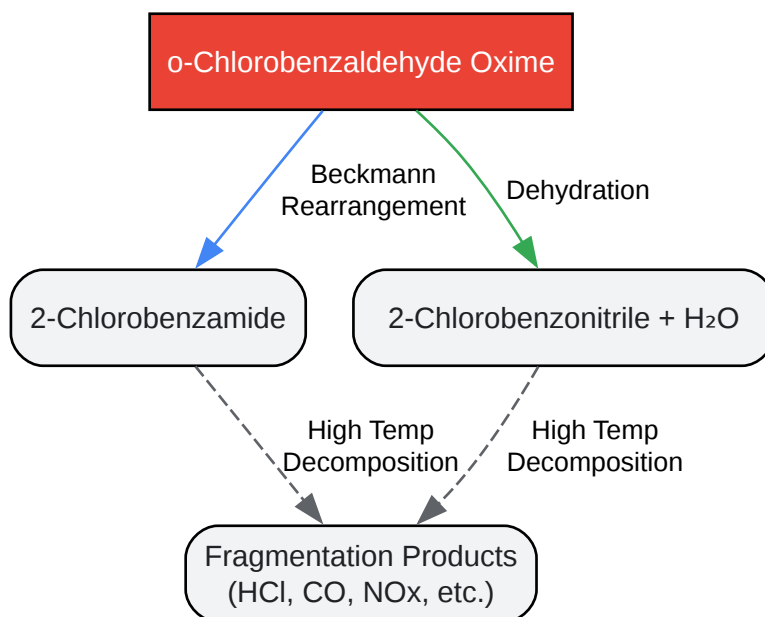 o-Chlorobenzaldehyde Oxime
Beckmann
Rearrangement
Dehydration
2-Chlorobenzamide
2-Chlorobenzonitrile + H₂O
High Temp
Decomposition
High Temp
Decomposition
Fragmentation Products
(HCl, CO, NOx, etc.)